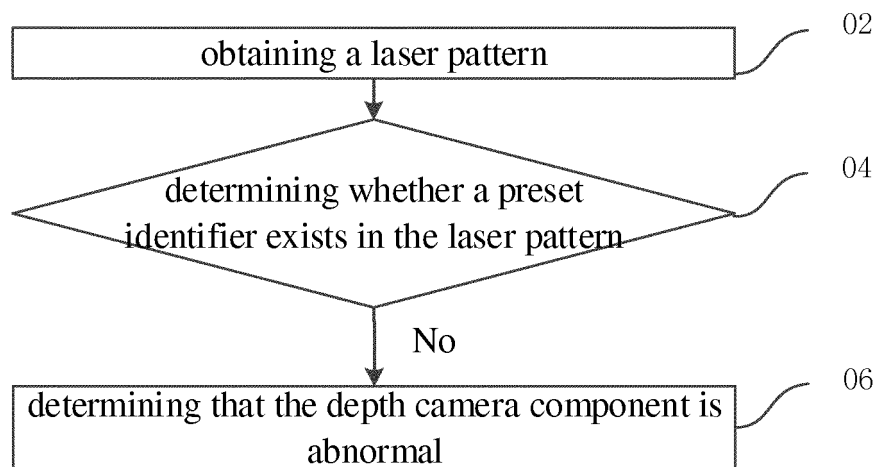 02
obtaining a laser pattern
04
determining whether a preset
identifier exists in the laser pattern
No
06
determining that the depth camera component is
abnormal